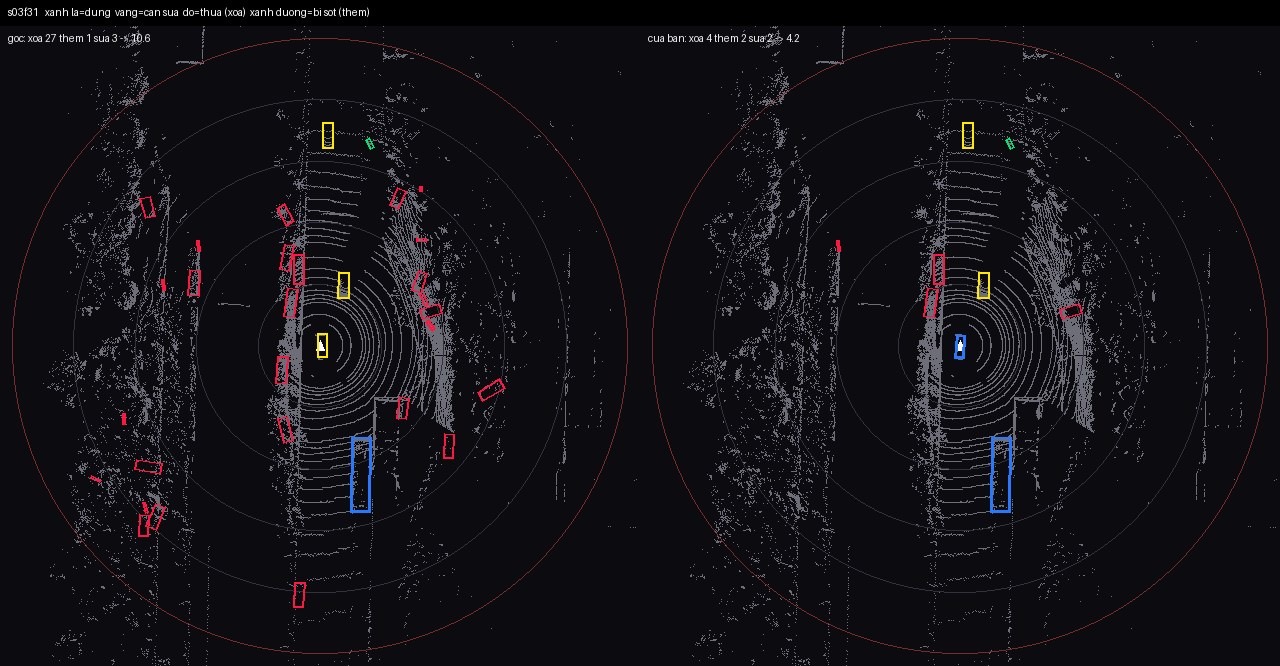 s03f31 xanh la=dung vang=can sua do=thua (xoa) xanh duong=bi sot (them)
goc: xoa 27 them 1 sua 3 -> 10.6
cua ban: xoa 4 them 2 sua 2 -> 4.2